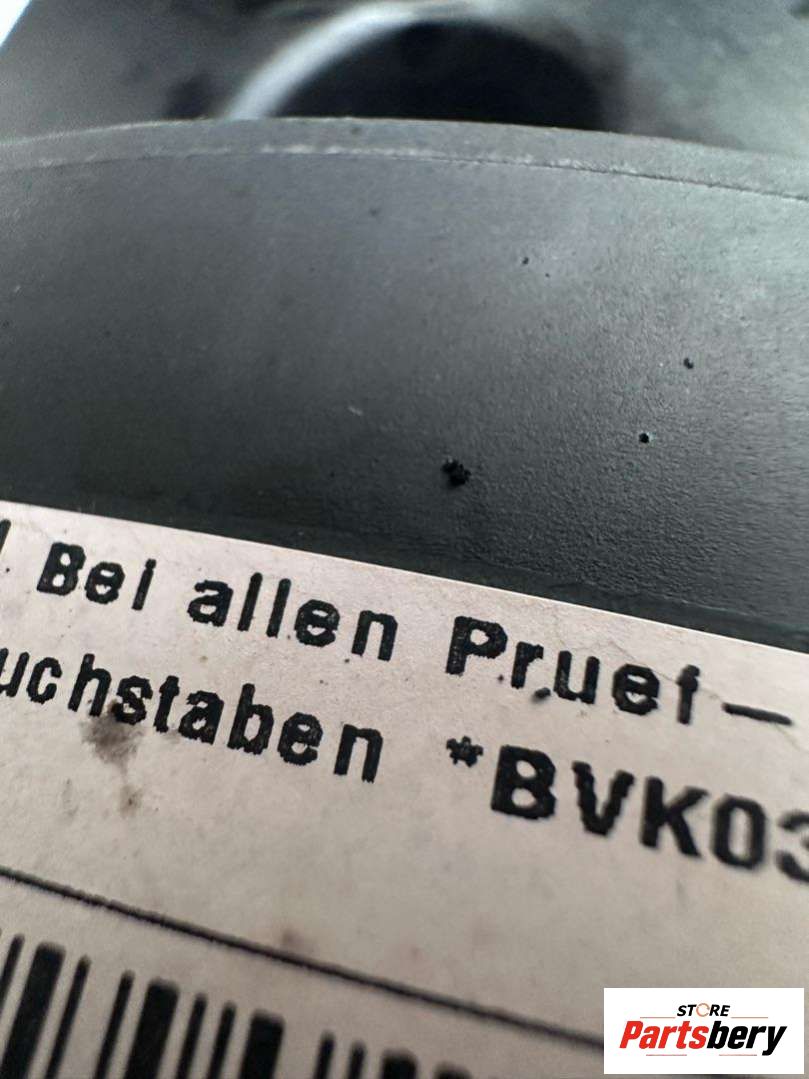 Bei allen Pruef-
uchstaben *BVK03
STORE
Partsbery